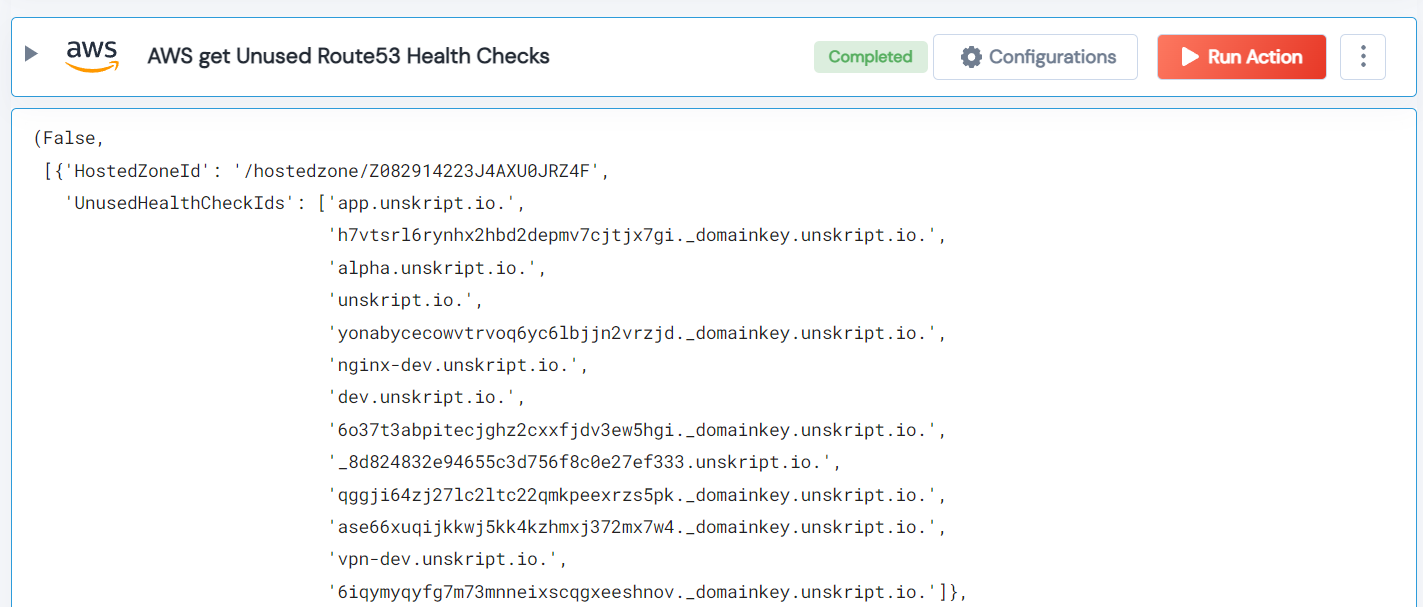 aws AWS get Unused Route53 Health Checks Completed Configurations Run Action
(False,
[{'HostedZoneId': '/hostedzone/Z082914223J4AXU0JRZ4F',
'UnusedHealthCheckIds': ['app.unskript.io.',
'h7vtsrl6rynhx2hbd2depmv7cjtjx7gi._domainkey.unskript.io.',
'alpha.unskript.io.',
'unskript.io.',
'yonabycecowvtrvoq6yc6lbjjn2vrzjd._domainkey.unskript.io.',
'nginx-dev.unskript.io.',
'dev.unskript.io.',
'6o37t3abpitecjghz2cxxfjdv3ew5hgi._domainkey.unskript.io.',
'_8d824832e94655c3d756f8c0e27ef333.unskript.io.',
'qggji64zj27lc2ltc22qmkpeexrzs5pk._domainkey.unskript.io.',
'ase66xuqijkkwj5kk4kzhmxj372mx7w4._domainkey.unskript.io.',
'vpn-dev.unskript.io.',
'6iqymyqyfg7m73mnneixscqgxeeshnov._domainkey.unskript.io.']},